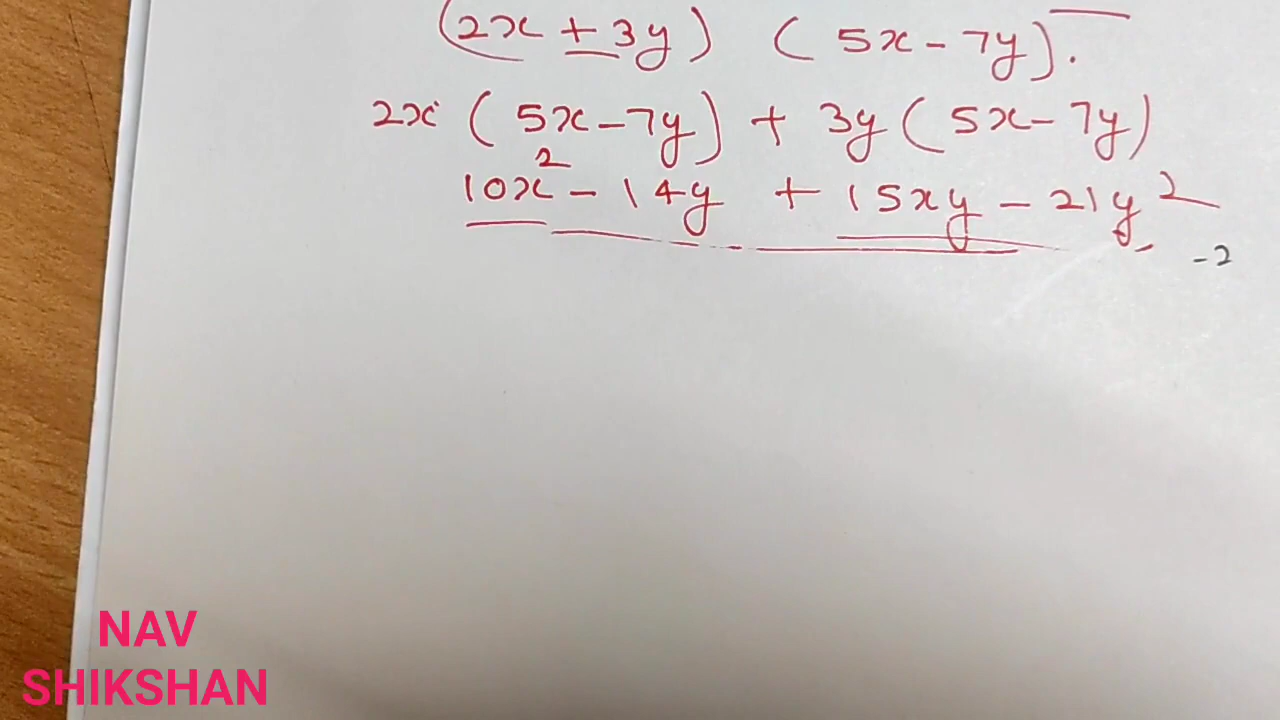 (2x + 3y) (5x - 7y).
2x (5x - 7y) + 3y (5x - 7y)
10x² - 14y + 15xy - 21y²
-2
NAV
SHIKSHAN